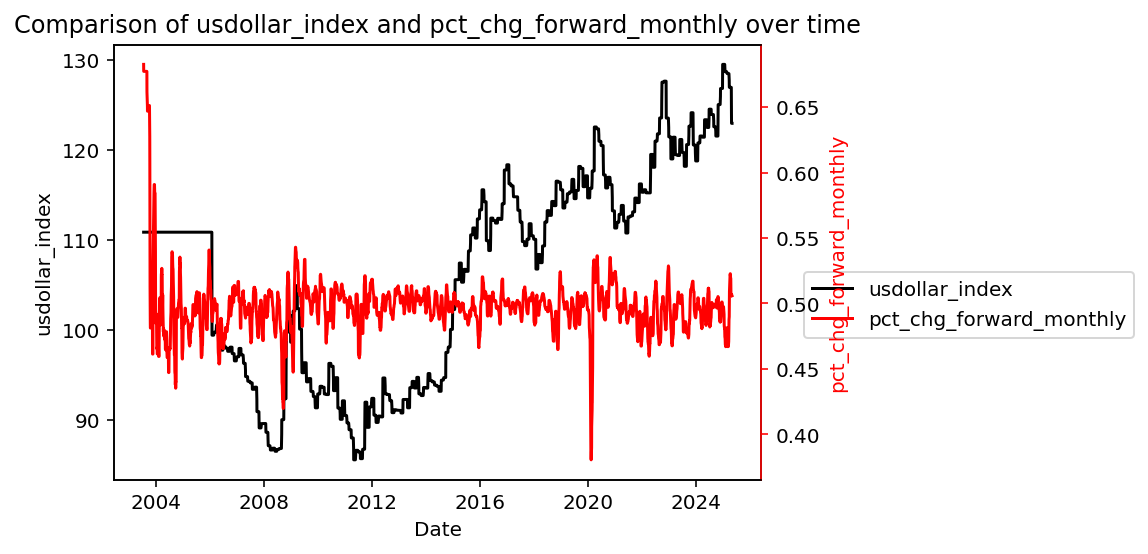 Comparison of usdollar_index and pct_chg_forward_monthly over time
130
120
110
100
90
usdollar_index
2004
2008
2012
2016
2020
2024
Date
0.65
0.60
0.55
0.50
0.45
0.40
pct_chg_forward_monthly
usdollar_index
pct_chg_forward_monthly